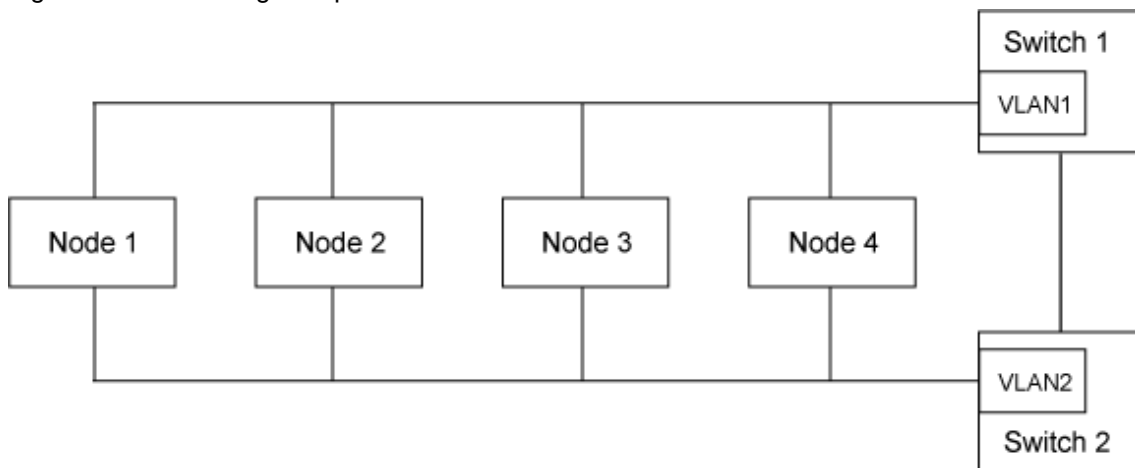 Switch 1
VLAN1
Node 1
Node 2
Node 3
Node 4
VLAN2
Switch 2